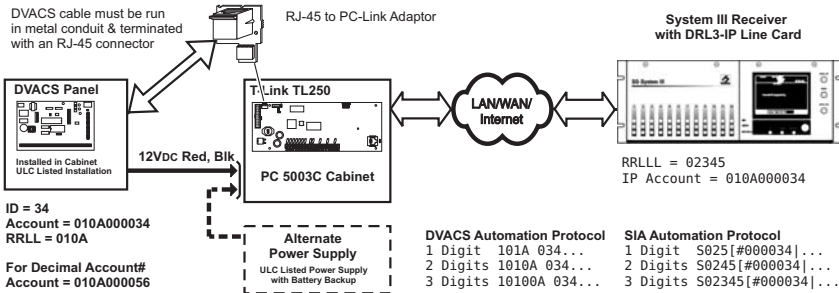 DVACS cable must be run
in metal conduit & terminated
with an RJ-45 connector
RJ-45 to PC-Link Adaptor
System III Receiver
with DRL3-IP Line Card
DVACS Panel
Installed in Cabinet
ULC Listed Installation
12VDC Red, Blk
T-Link TL250
PC 5003C Cabinet
LAN/WAN/
Internet
SG-System III
RRLLL = 02345
IP Account = 010A000034
ID = 34
Account = 010A000034
RRLL = 010A
For Decimal Account#
Account = 010A000056
Alternate
Power Supply
ULC Listed Power Supply
with Battery Backup
DVACS Automation Protocol
1 Digit 101A 034...
2 Digits 1010A 034...
3 Digits 10100A 034...
SIA Automation Protocol
1 Digit S025[#000034|...
2 Digits S0245[#000034|...
3 Digits S02345[#000034|...